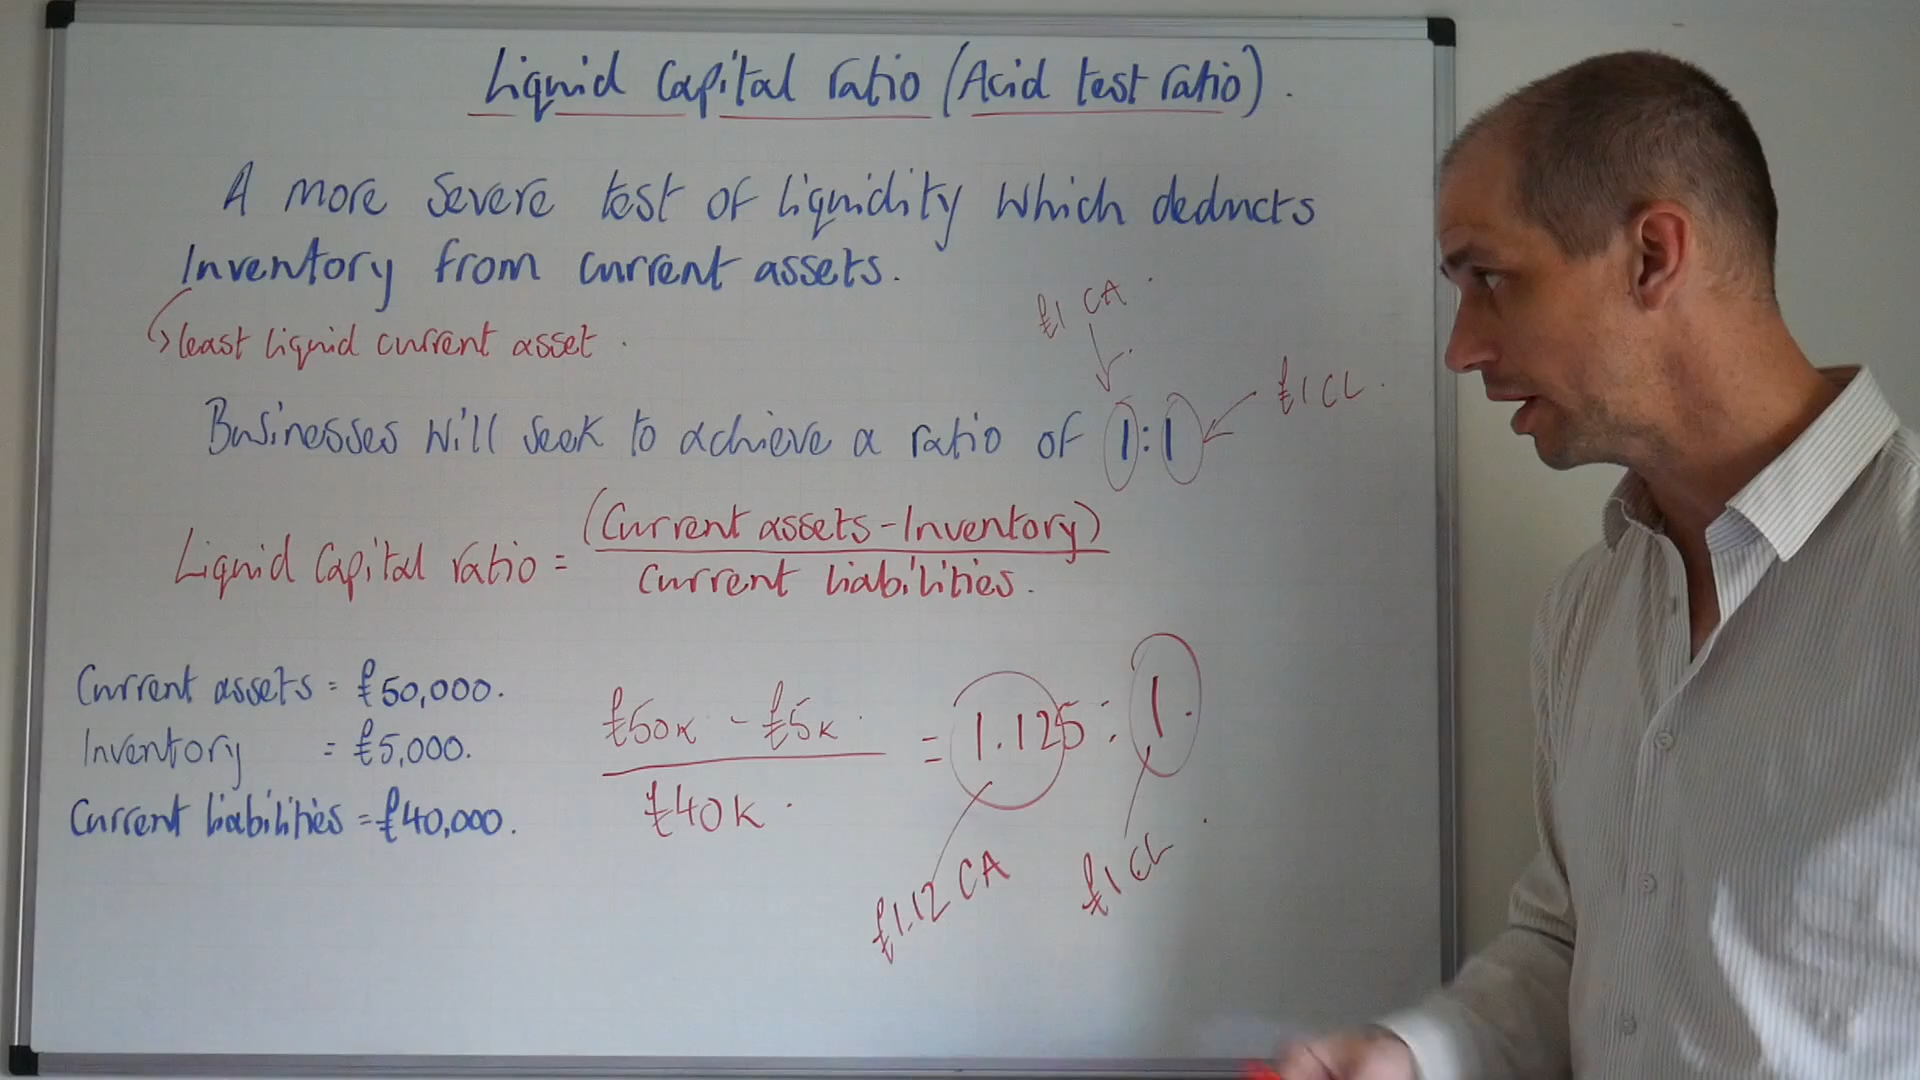 Liquid Capital ratio (Acid test ratio).
A more severe test of liquidity which deducts
Inventory from current assets.
least liquid current asset.
£1 CA
£1 CL.
Businesses will seek to achieve a ratio of 1:1
(Current assets - Inventory)
Liquid Capital ratio =
Current liabilities.
Current assets = £50,000.
Inventory = £5,000.
Current liabilities = £40,000.
£50k - £5k
= 1.125 : 1.
£40k.
£1.12 CA
£1 CL